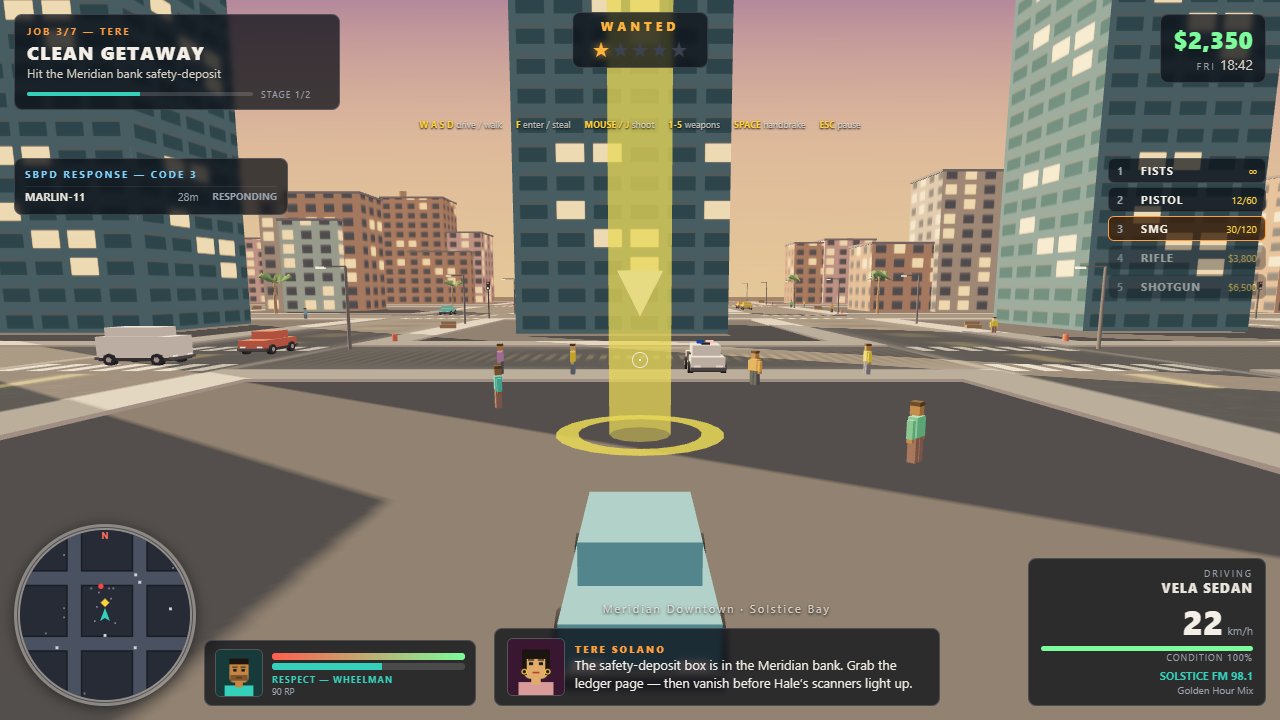 JOB 3/7 — TERE
CLEAN GETAWAY
Hit the Meridian bank safety-deposit
STAGE 1/2
WANTED
$2,350
FRI 18:42
W A S D drive / walk F enter / steal MOUSE / J shoot 1-5 weapons SPACE handbrake ESC pause
SBPD RESPONSE — CODE 3
MARLIN-11 28m RESPONDING
1 FISTS ∞
2 PISTOL 12/60
3 SMG 30/120
4 RIFLE $3,800
5 SHOTGUN $6,500
N
RESPECT — WHEELMAN
90 RP
Meridian Downtown · Solstice Bay
TERE SOLANO
The safety-deposit box is in the Meridian bank. Grab the
ledger page — then vanish before Hale's scanners light up.
DRIVING
VELA SEDAN
22 km/h
CONDITION 100%
SOLSTICE FM 98.1
Golden Hour Mix